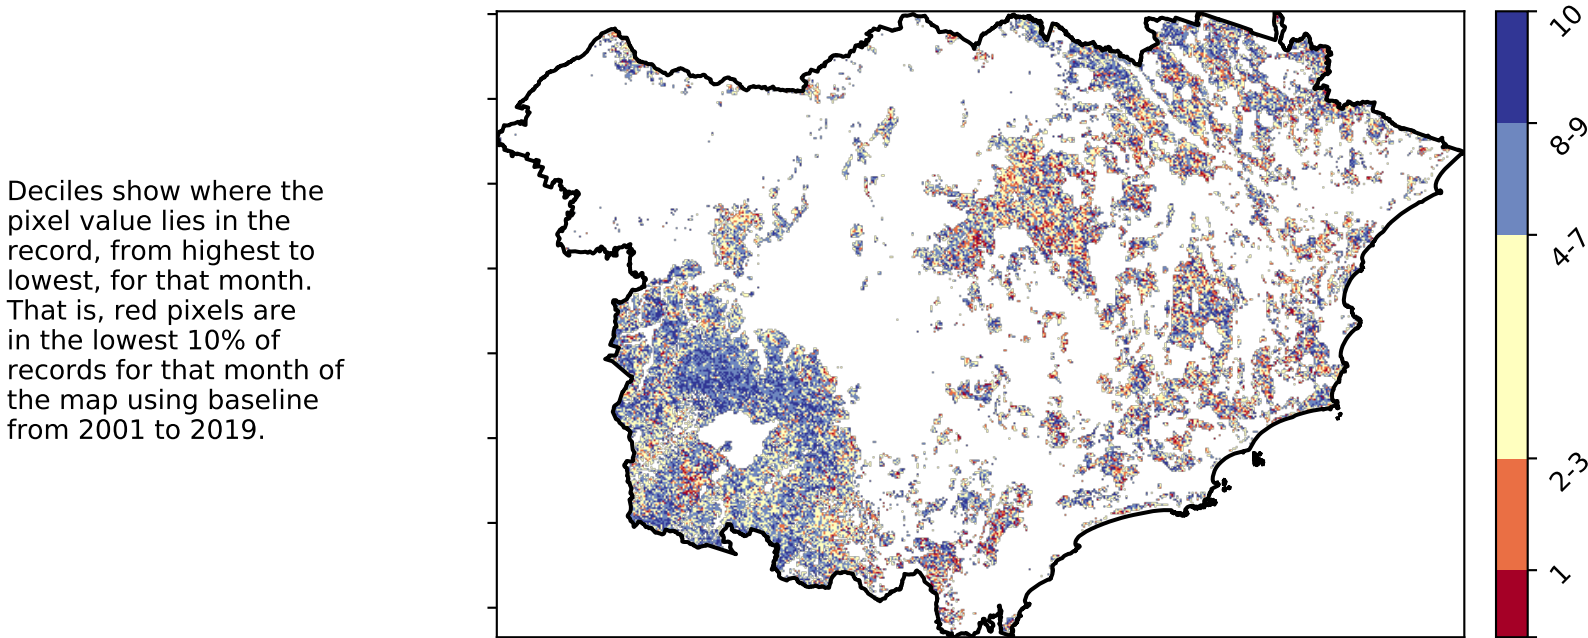 Deciles show where the
pixel value lies in the
record, from highest to
lowest, for that month.
That is, red pixels are
in the lowest 10% of
records for that month of
the map using baseline
from 2001 to 2019.
10
8-9
4-7
2-3
1